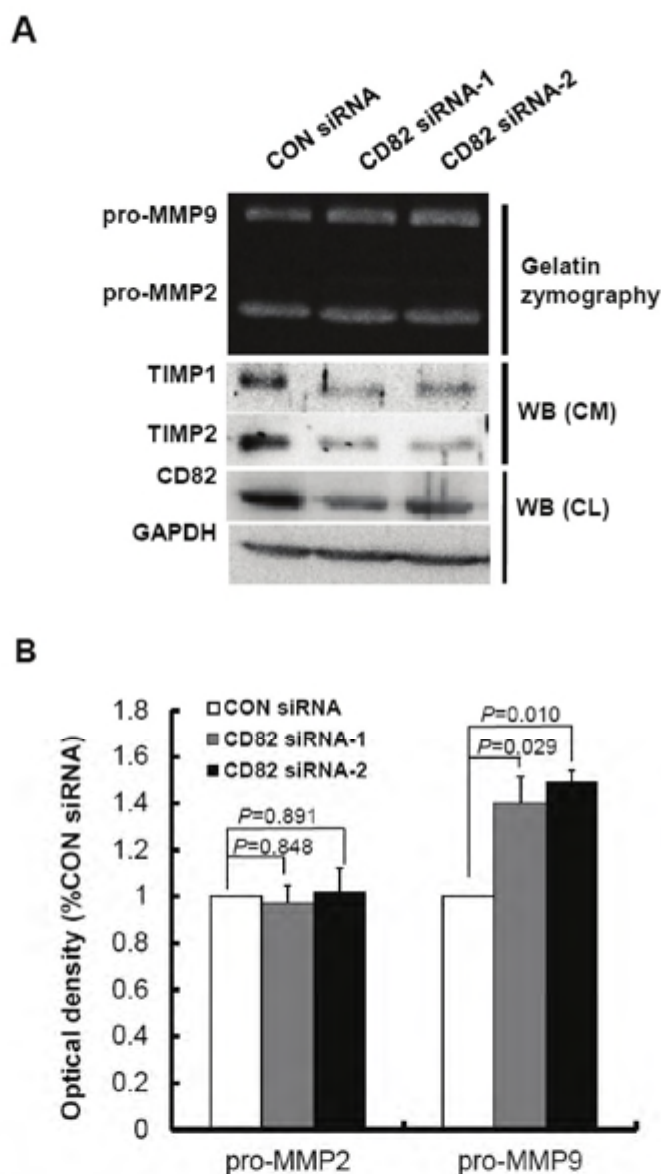 A
CON siRNA
CD82 siRNA-1
CD82 siRNA-2
pro-MMP9
pro-MMP2
Gelatin
zymography
TIMP1
TIMP2
WB (CM)
CD82
GAPDH
WB (CL)
B
Optical density (%CON siRNA)
1.8
1.6
1.4
1.2
1
0.8
0.6
0.4
0.2
0
CON siRNA
CD82 siRNA-1
CD82 siRNA-2
P=0.891
P=0.848
P=0.010
P=0.029
pro-MMP2
pro-MMP9